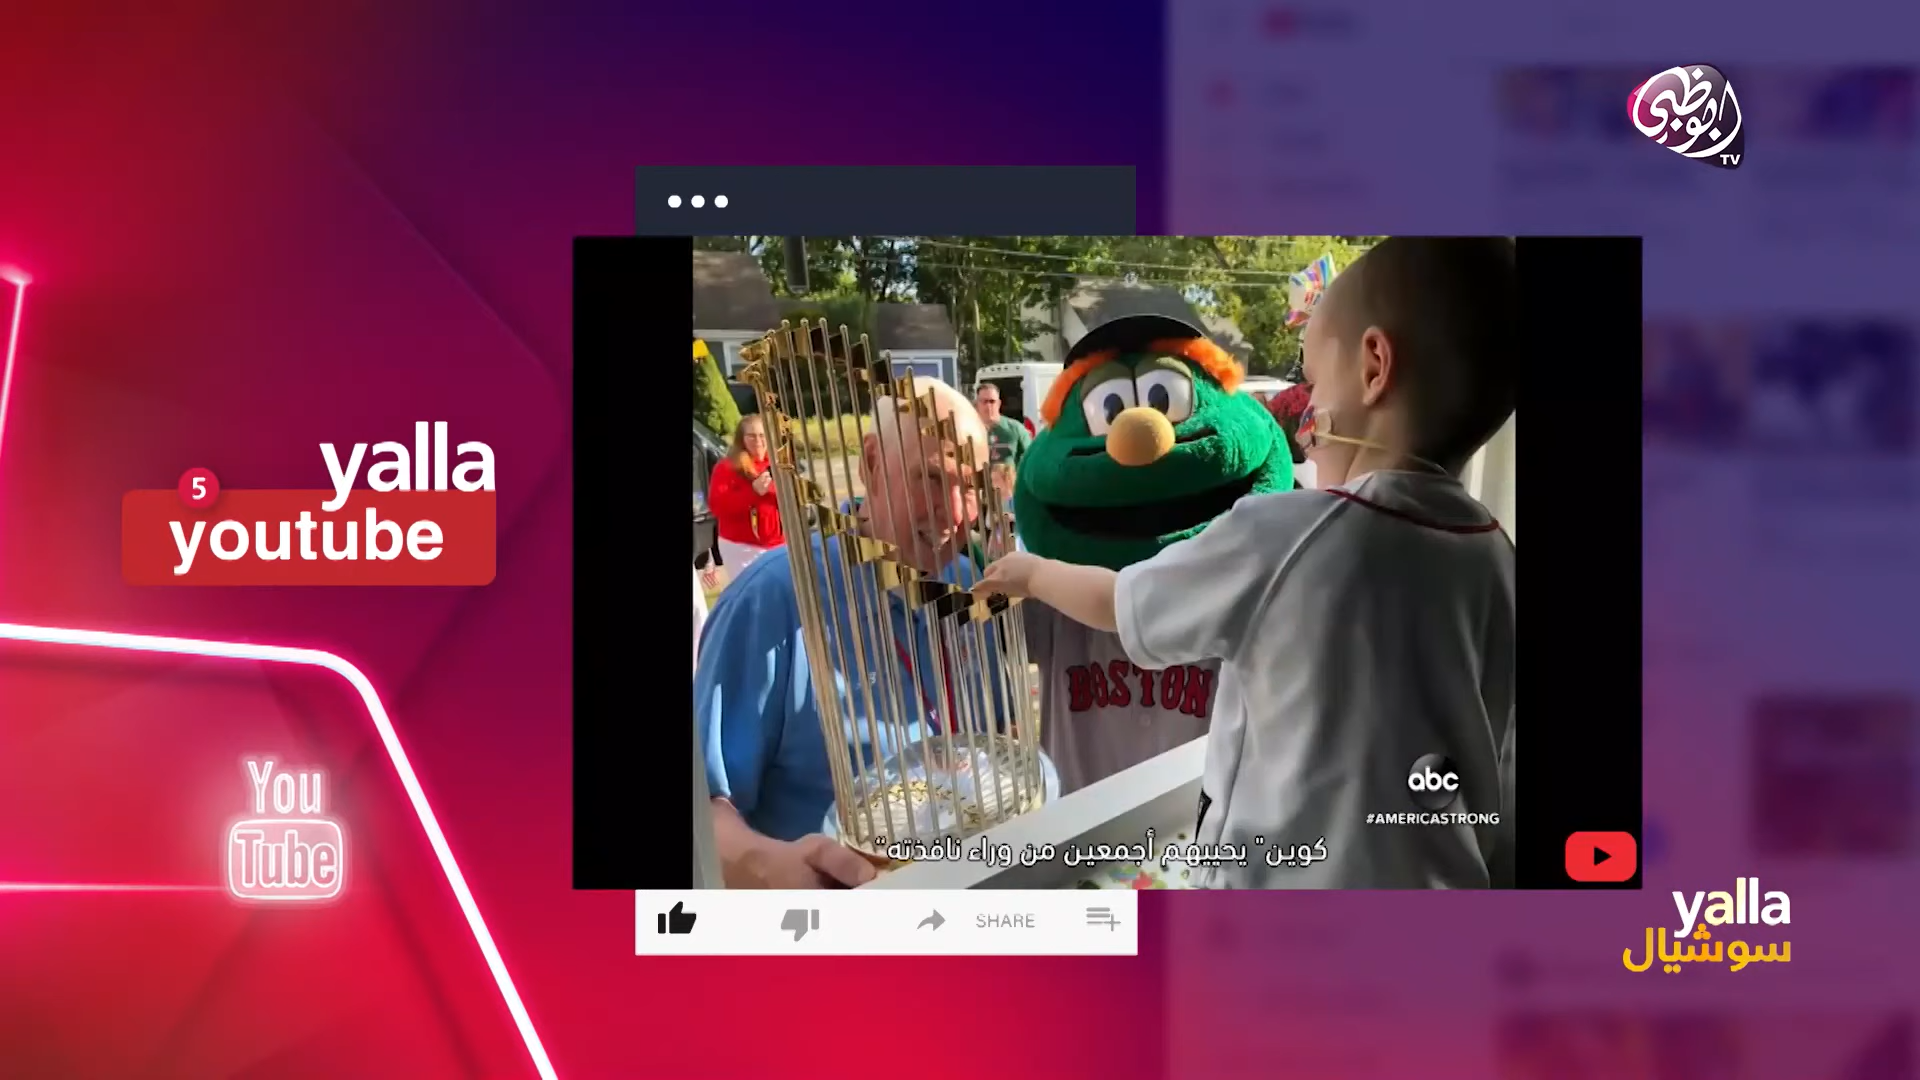 أبوظبي
TV
yalla
5
youtube
You
Tube
BOSTON
abc
#AMERICASTRONG
كوين" يحييهم أجمعين من وراء نافذته"
SHARE
yalla
سوشيال